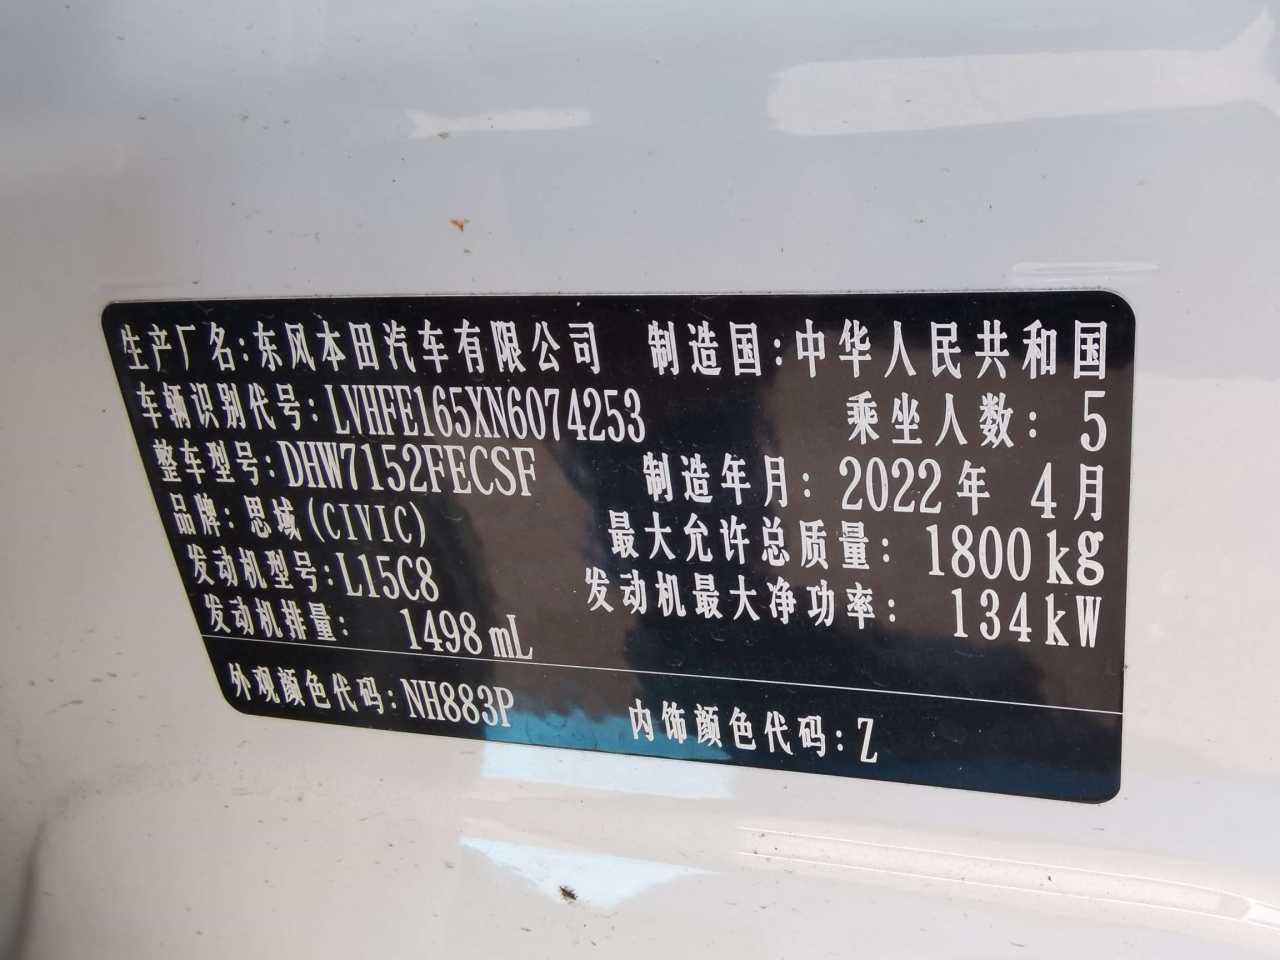 生产厂名:东风本田汽车有限公司 制造国:中华人民共和国
车辆识别代号:LVHFE165XN6074253 乘坐人数:5
整车型号:DHW7152FECSF 制造年月:2022年 4月
品牌:思域(CIVIC) 最大允许总质量:1800kg
发动机型号:L15C8 发动机最大净功率:134kW
发动机排量:1498mL
外观颜色代码:NH883P 内饰颜色代码:Z